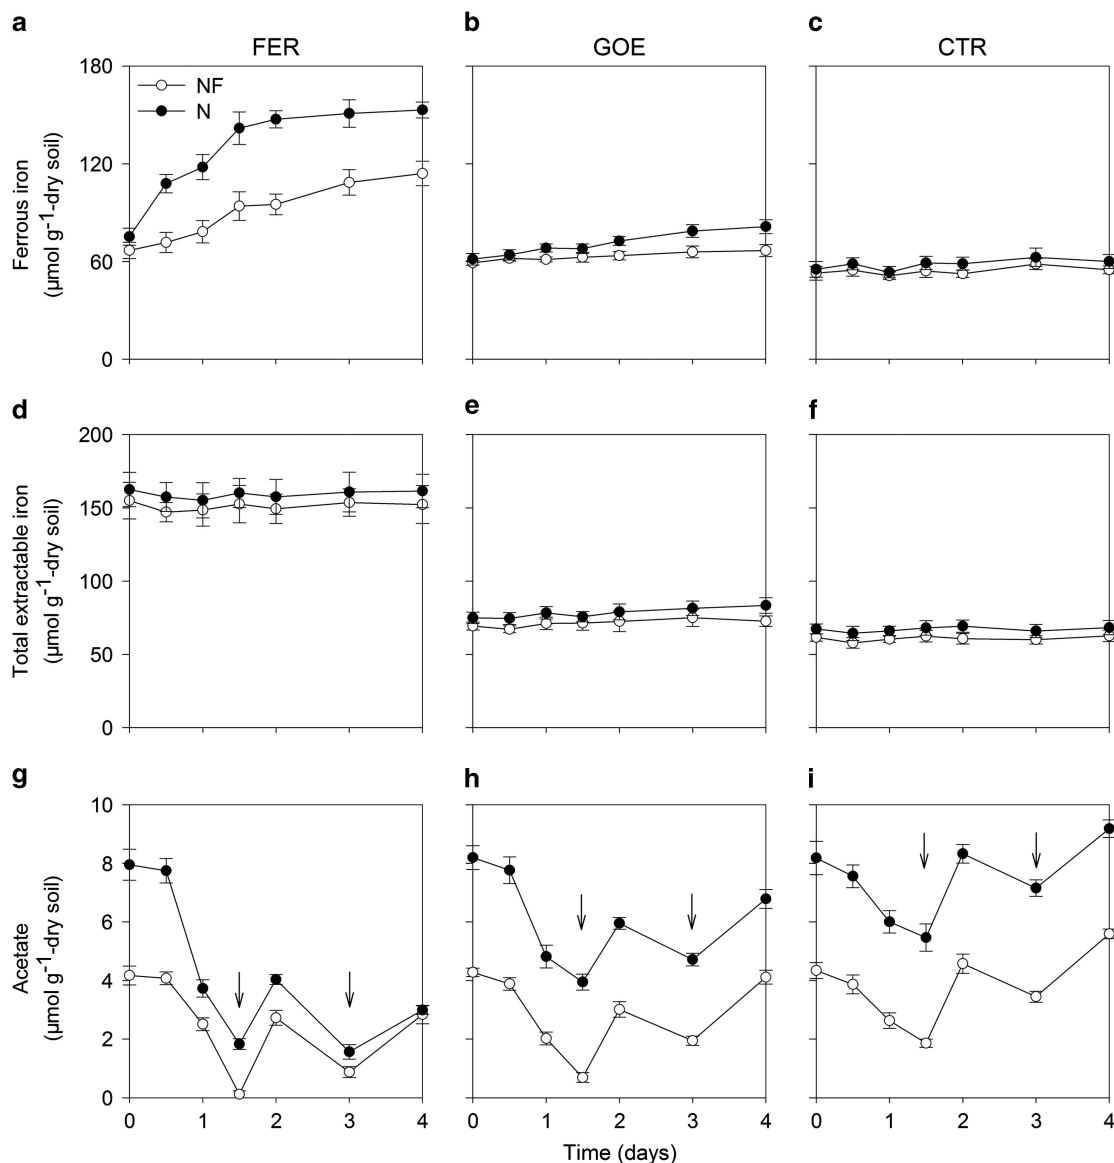 a
b
c
FER
GOE
CTR
180
120
60
0
NF
N
Ferrous iron
(µmol g⁻¹-dry soil)
d
e
f
200
150
100
50
0
Total extractable iron
(µmol g⁻¹-dry soil)
g
h
i
10
8
6
4
2
0
Acetate
(µmol g⁻¹-dry soil)
0 1 2 3 4
0 1 2 3 4
0 1 2 3 4
Time (days)